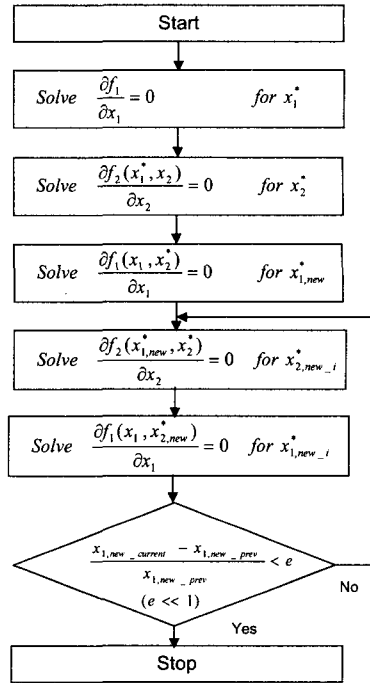 Start
Solve ∂f₁/∂x₁ = 0 for x₁*
Solve ∂f₂(x₁*, x₂)/∂x₂ = 0 for x₂*
Solve ∂f₁(x₁, x₂*)/∂x₁ = 0 for x*₁,new
Solve ∂f₂(x*₁,new, x₂*)/∂x₂ = 0 for x*₂,new_i
Solve ∂f₁(x₁, x*₂,new)/∂x₁ = 0 for x*₁,new_i
(x₁,new_current − x₁,new_prev)/x₁,new_prev < e
(e << 1)
No
Yes
Stop